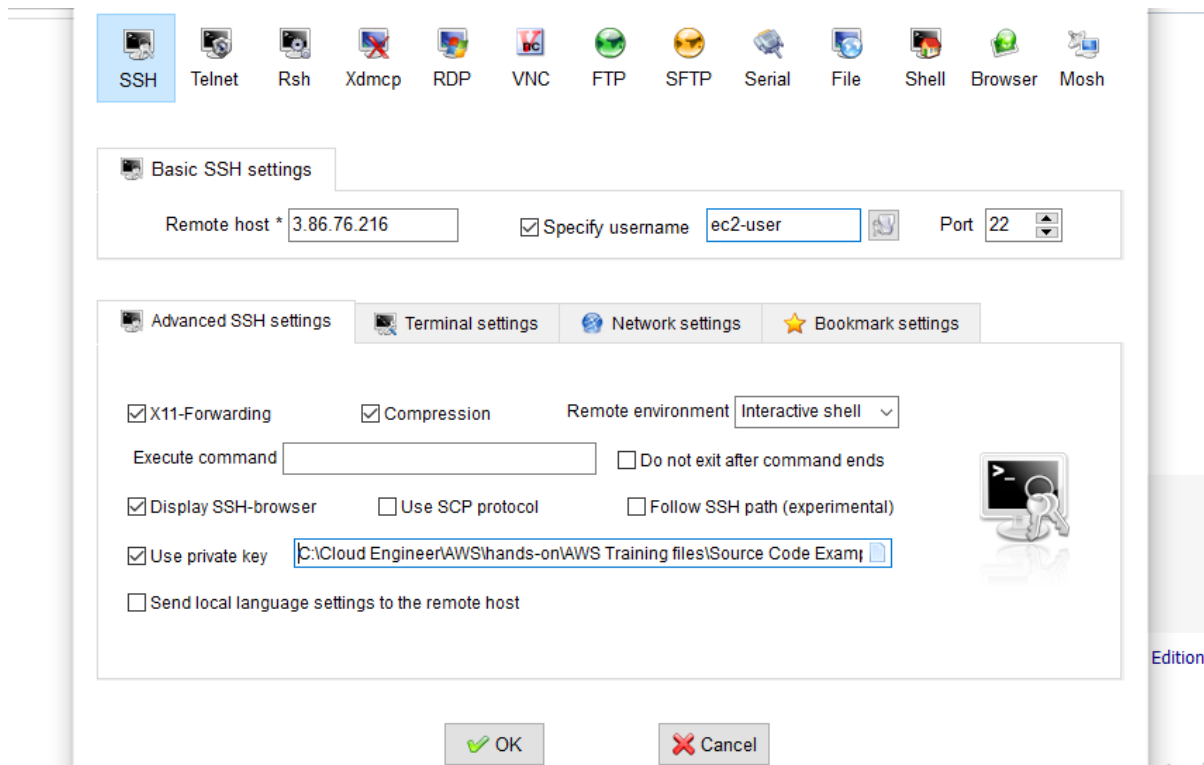 SSH Telnet Rsh Xdmcp RDP VNC FTP SFTP Serial File Shell Browser Mosh
Basic SSH settings
Remote host * 3.86.76.216 Specify username ec2-user Port 22
Advanced SSH settings Terminal settings Network settings Bookmark settings
X11-Forwarding Compression Remote environment Interactive shell
Execute command Do not exit after command ends
Display SSH-browser Use SCP protocol Follow SSH path (experimental)
Use private key C:\Cloud Engineer\AWS\hands-on\AWS Training files\Source Code Examp
Send local language settings to the remote host
Edition
OK Cancel